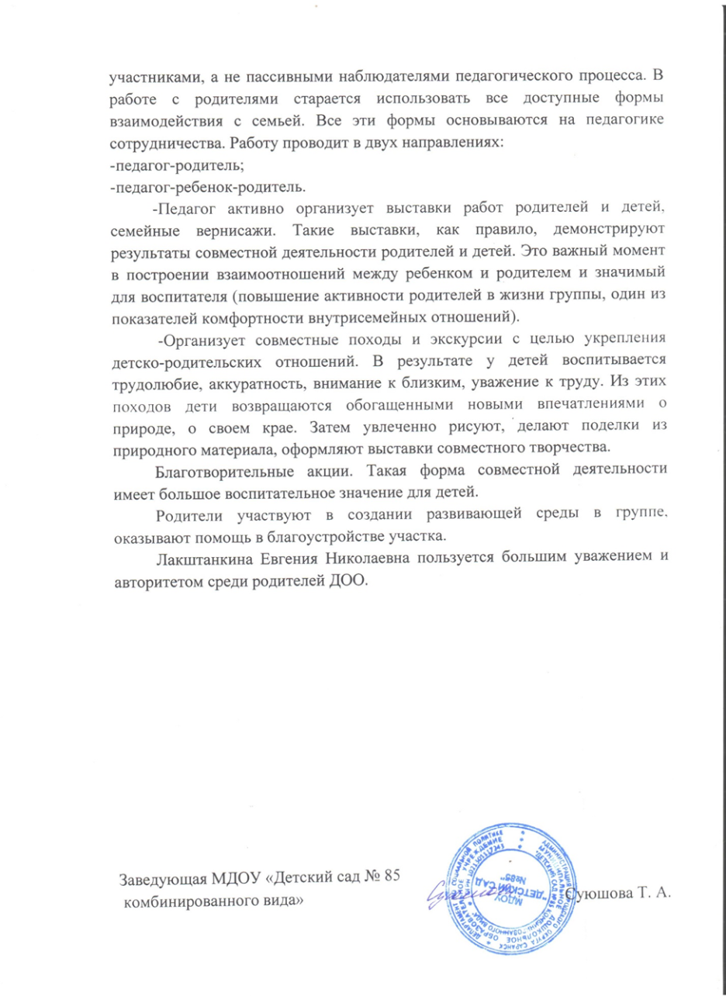 участниками, а не пассивными наблюдателями педагогического процесса. В
работе с родителями старается использовать все доступные формы
взаимодействия с семьей. Все эти формы основываются на педагогике
сотрудничества. Работу проводит в двух направлениях:
-педагог-родитель;
-педагог-ребенок-родитель.
-Педагог активно организует выставки работ родителей и детей,
семейные вернисажи. Такие выставки, как правило, демонстрируют
результаты совместной деятельности родителей и детей. Это важный момент
в построении взаимоотношений между ребенком и родителем и значимый
для воспитателя (повышение активности родителей в жизни группы, один из
показателей комфортности внутрисемейных отношений).
-Организует совместные походы и экскурсии с целью укрепления
детско-родительских отношений. В результате у детей воспитывается
трудолюбие, аккуратность, внимание к близким, уважение к труду. Из этих
походов дети возвращаются обогащенными новыми впечатлениями о
природе, о своем крае. Затем увлеченно рисуют, делают поделки из
природного материала, оформляют выставки совместного творчества.
Благотворительные акции. Такая форма совместной деятельности
имеет большое воспитательное значение для детей.
Родители участвуют в создании развивающей среды в группе,
оказывают помощь в благоустройстве участка.
Лакштанкина Евгения Николаевна пользуется большим уважением и
авторитетом среди родителей ДОО.
Заведующая МДОУ «Детский сад № 85
комбинированного вида»
Суюшова Т. А.
МДОУ
"ДЕТСКИЙ САД
№85"